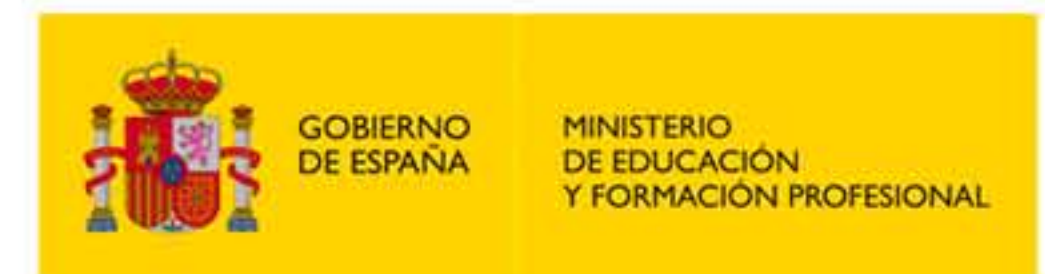 GOBIERNO
DE ESPAÑA
MINISTERIO
DE EDUCACIÓN
Y FORMACIÓN PROFESIONAL